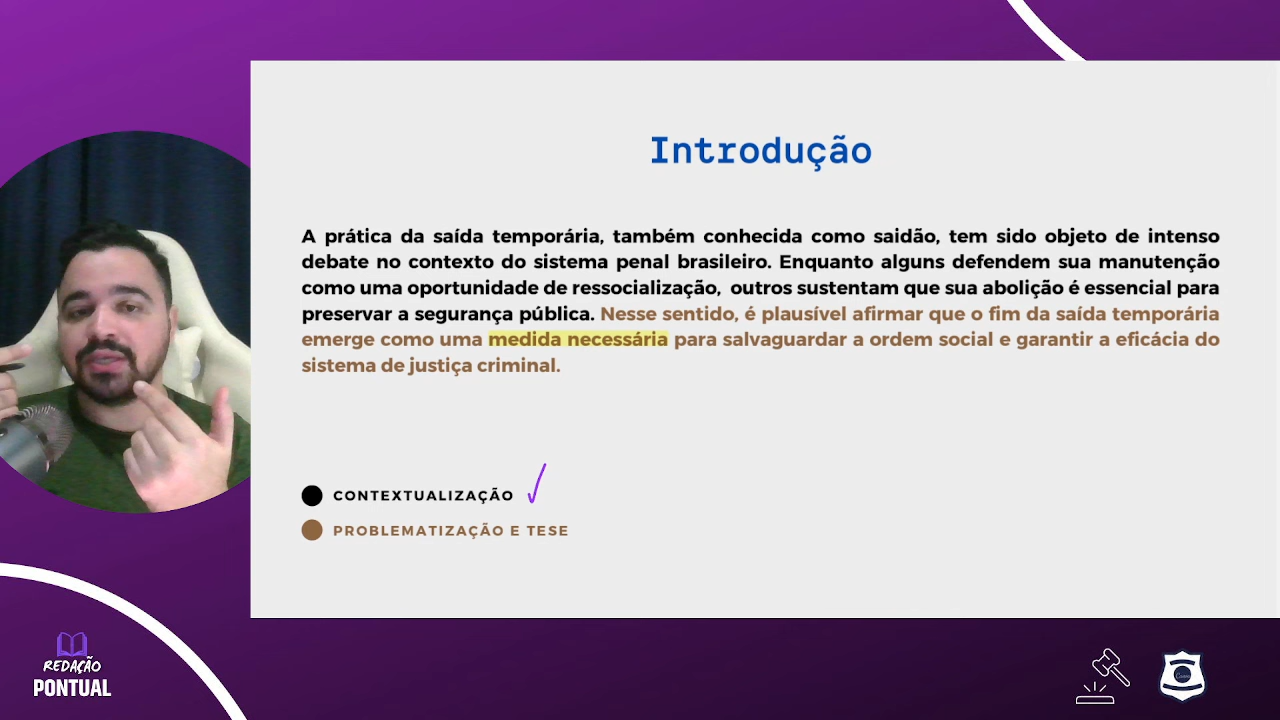 Introdução
A prática da saída temporária, também conhecida como saidão, tem sido objeto de intenso
debate no contexto do sistema penal brasileiro. Enquanto alguns defendem sua manutenção
como uma oportunidade de ressocialização, outros sustentam que sua abolição é essencial para
preservar a segurança pública. Nesse sentido, é plausível afirmar que o fim da saída temporária
emerge como uma medida necessária para salvaguardar a ordem social e garantir a eficácia do
sistema de justiça criminal.
CONTEXTUALIZAÇÃO
PROBLEMATIZAÇÃO E TESE
REDAÇÃO
PONTUAL